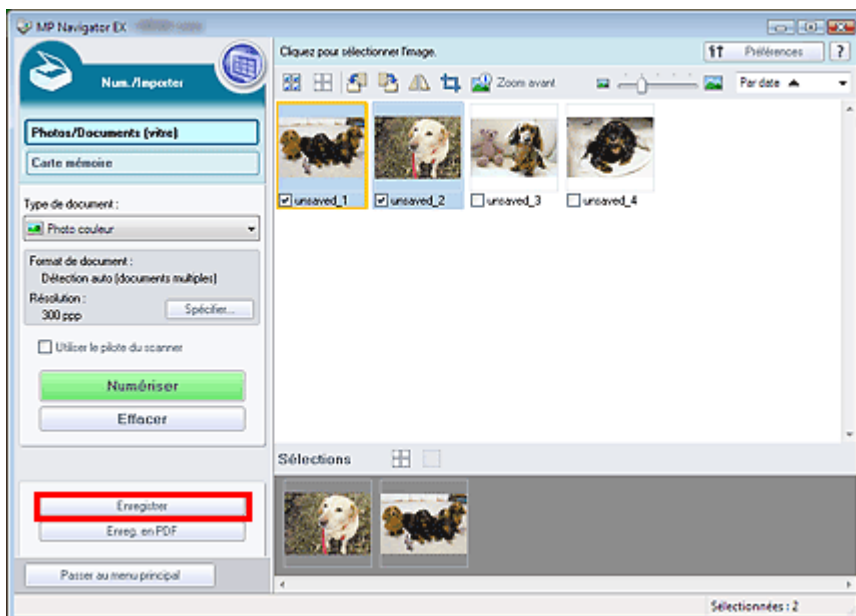 MP Navigator EX
Num./Importer
Photos/Documents (vitre)
Carte mémoire
Type de document :
Photo couleur
Format de document :
Détection auto (documents multiples)
Résolution :
300 ppp
Spécifier...
Utiliser le pilote du scanner
Numériser
Effacer
Enregistrer
Enreg. en PDF
Passer au menu principal
Cliquez pour sélectionner l'image.
Préférences
?
Zoom avant
Par date
unsaved_1
unsaved_2
unsaved_3
unsaved_4
Sélections
Sélectionnées : 2